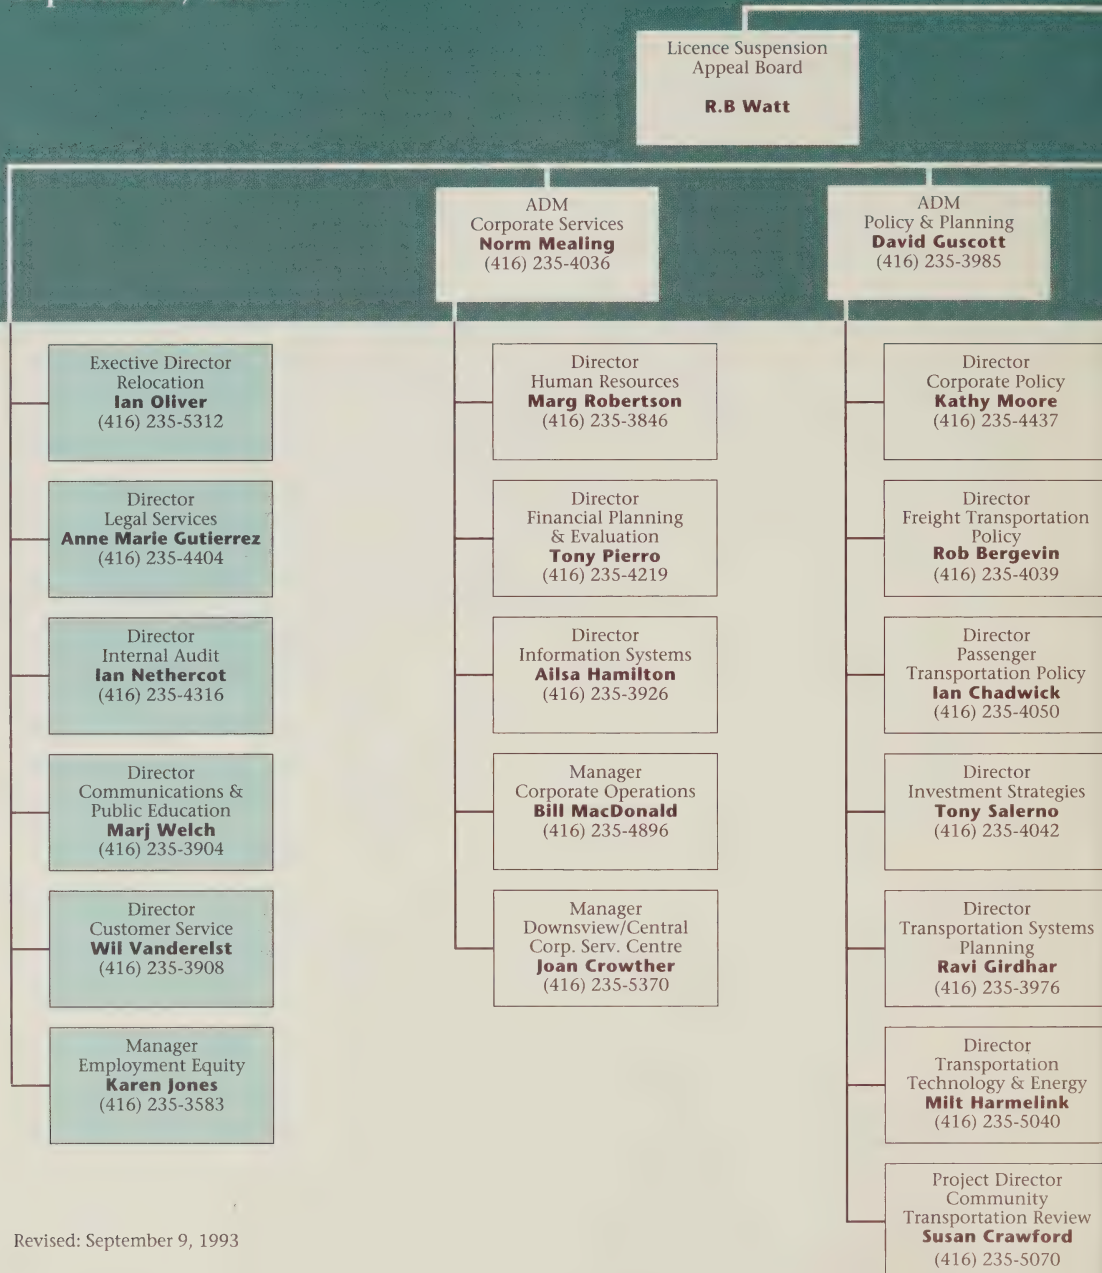 Licence Suspension
Appeal Board
R.B Watt
ADM
Corporate Services
Norm Mealing
(416) 235-4036
ADM
Policy & Planning
David Guscott
(416) 235-3985
Exective Director
Relocation
Ian Oliver
(416) 235-5312
Director
Legal Services
Anne Marie Gutierrez
(416) 235-4404
Director
Internal Audit
Ian Nethercot
(416) 235-4316
Director
Communications &
Public Education
Marj Welch
(416) 235-3904
Director
Customer Service
Wil Vanderelst
(416) 235-3908
Manager
Employment Equity
Karen Jones
(416) 235-3583
Director
Human Resources
Marg Robertson
(416) 235-3846
Director
Financial Planning
& Evaluation
Tony Pierro
(416) 235-4219
Director
Information Systems
Ailsa Hamilton
(416) 235-3926
Manager
Corporate Operations
Bill MacDonald
(416) 235-4896
Manager
Downsview/Central
Corp. Serv. Centre
Joan Crowther
(416) 235-5370
Director
Corporate Policy
Kathy Moore
(416) 235-4437
Director
Freight Transportation
Policy
Rob Bergevin
(416) 235-4039
Director
Passenger
Transportation Policy
Ian Chadwick
(416) 235-4050
Director
Investment Strategies
Tony Salerno
(416) 235-4042
Director
Transportation Systems
Planning
Ravi Girdhar
(416) 235-3976
Director
Transportation
Technology & Energy
Milt Harmelink
(416) 235-5040
Project Director
Community
Transportation Review
Susan Crawford
(416) 235-5070
Revised: September 9, 1993